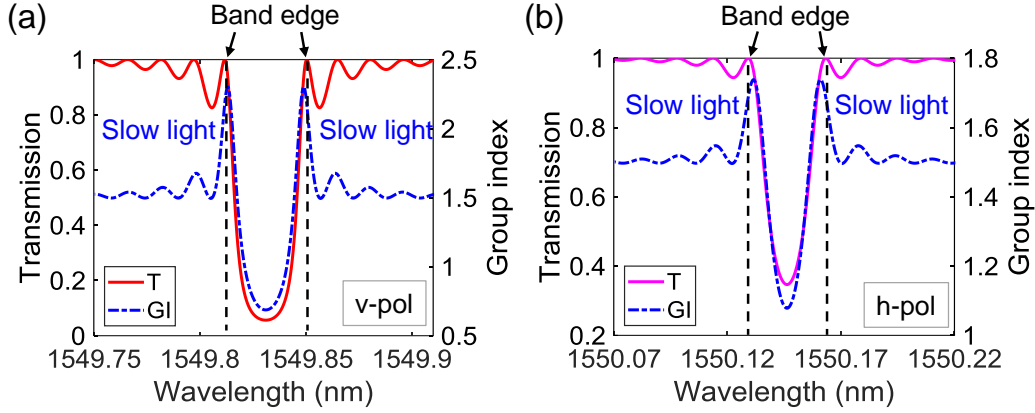 (a)
Band edge
Transmission
1
0.8
0.6
0.4
0.2
0
Slow light
Slow light
2.5
2
1.5
1
0.5
Group index
T
GI
v-pol
1549.75
1549.8
1549.85
1549.9
Wavelength (nm)
(b)
Band edge
Transmission
1
0.8
0.6
0.4
0.2
Slow light
Slow light
1.8
1.6
1.4
1.2
1
Group index
T
GI
h-pol
1550.07
1550.12
1550.17
1550.22
Wavelength (nm)